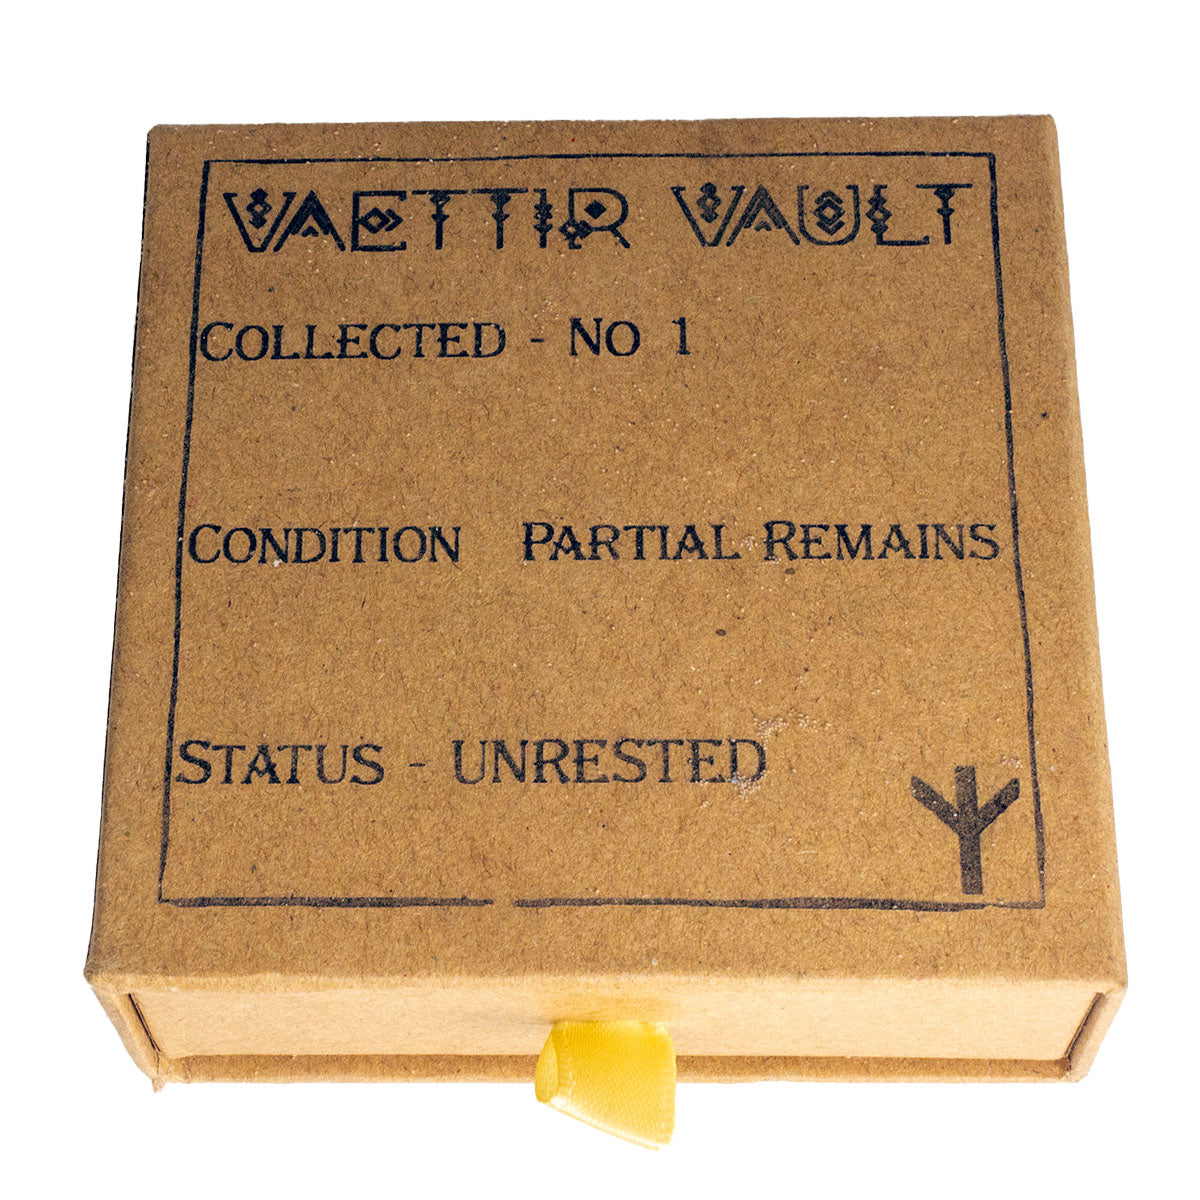 VAETTIR VAULT
COLLECTED - NO 1
CONDITION PARTIAL REMAINS
STATUS - UNRESTED
ᛉ